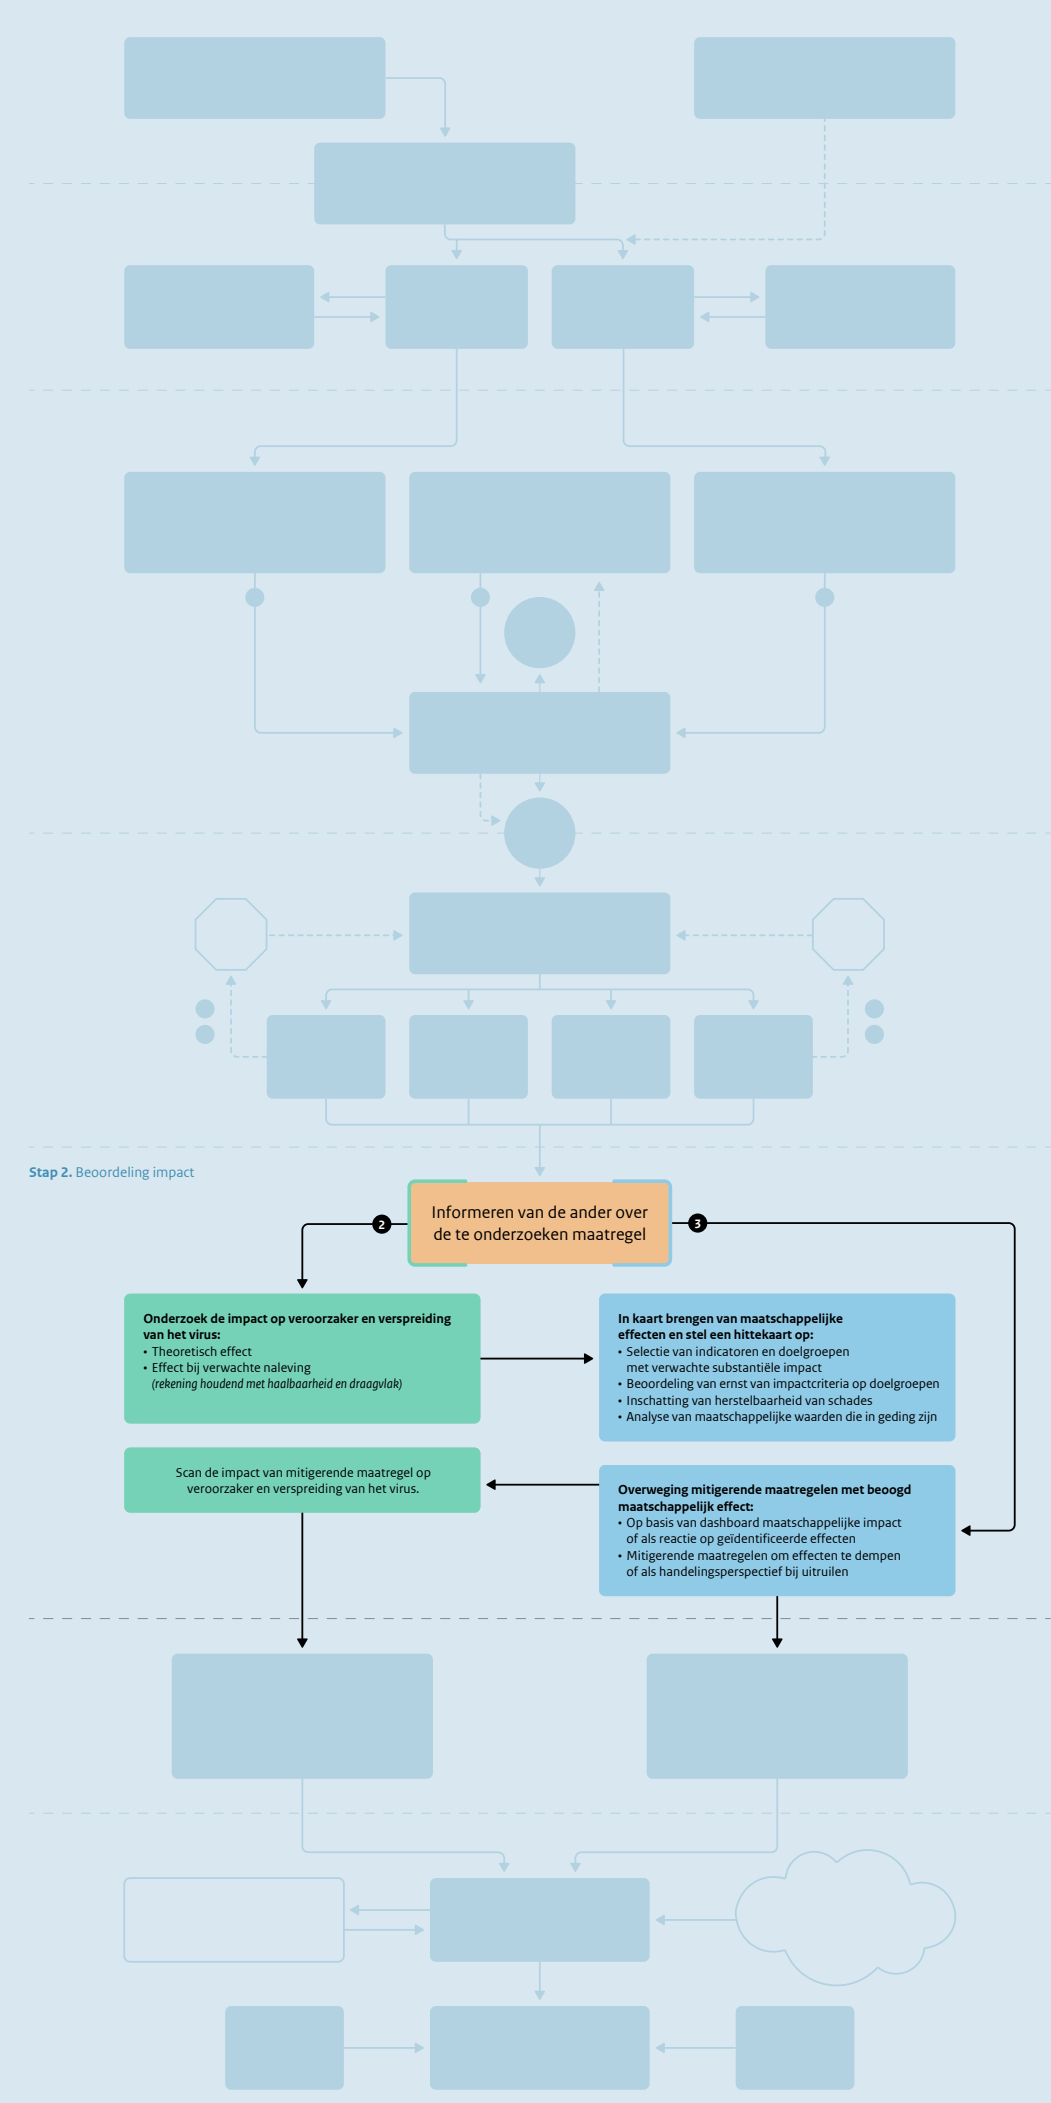 Stap 2. Beoordeling impact
Informeren van de ander over
de te onderzoeken maatregel
2
3
Onderzoek de impact op veroorzaker en verspreiding
van het virus:
• Theoretisch effect
• Effect bij verwachte naleving
(rekening houdend met haalbaarheid en draagvlak)
In kaart brengen van maatschappelijke
effecten en stel een hittekaart op:
• Selectie van indicatoren en doelgroepen
met verwachte substantiële impact
• Beoordeling van ernst van impactcriteria op doelgroepen
• Inschatting van herstelbaarheid van schades
• Analyse van maatschappelijke waarden die in geding zijn
Scan de impact van mitigerende maatregel op
veroorzaker en verspreiding van het virus.
Overweging mitigerende maatregelen met beoogd
maatschappelijk effect:
• Op basis van dashboard maatschappelijke impact
of als reactie op geïdentificeerde effecten
• Mitigerende maatregelen om effecten te dempen
of als handelingsperspectief bij uitruilen